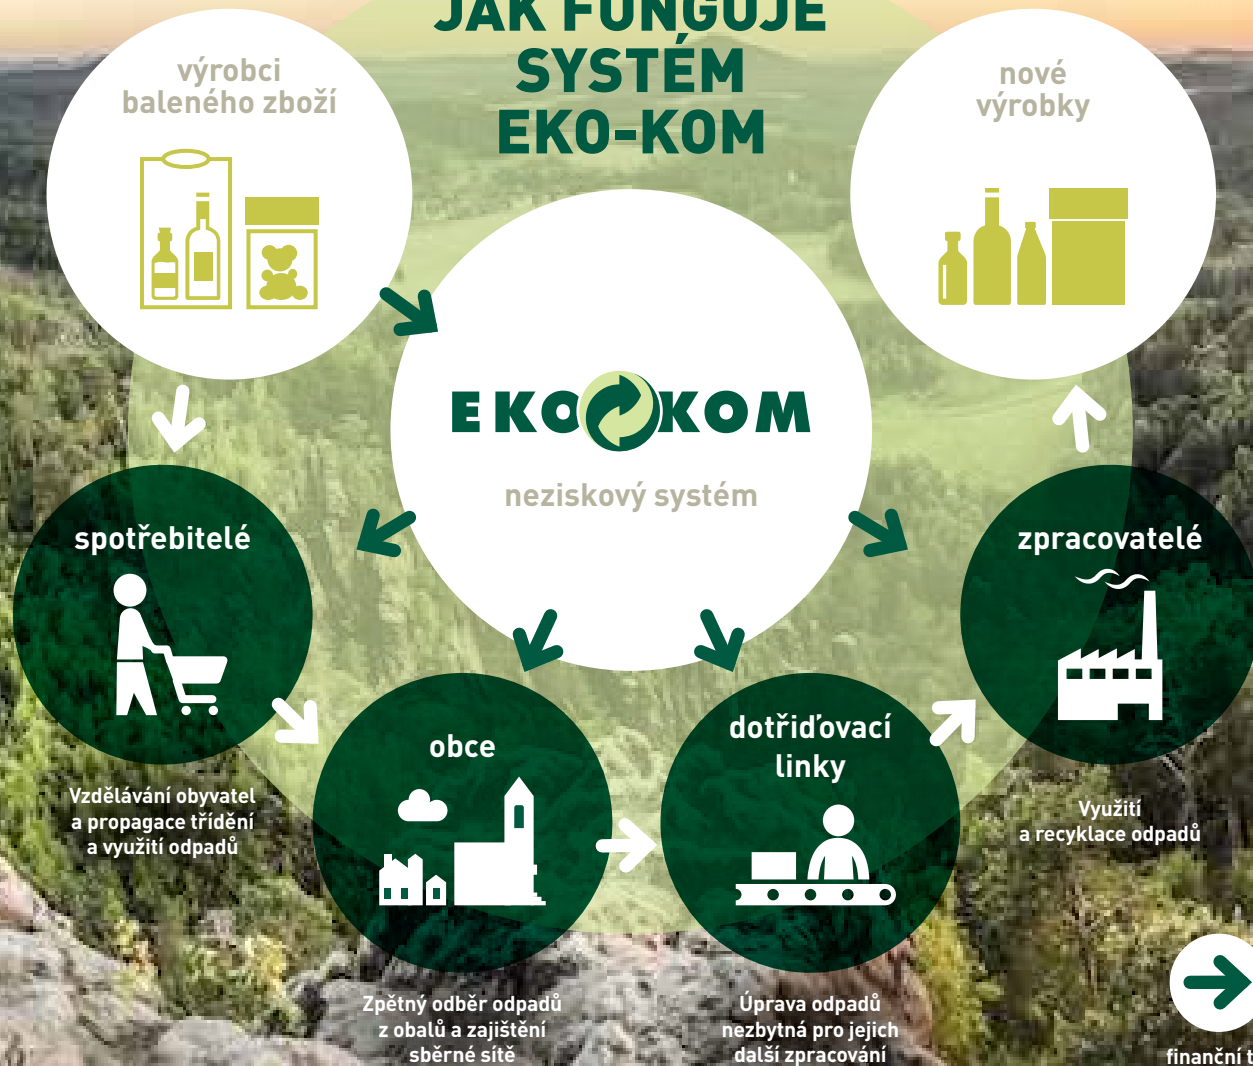 JAK FUNGUJE
SYSTÉM
EKO-KOM
výrobci
baleného zboží
nové
výrobky
EKO KOM
neziskový systém
spotřebitelé
zpracovatelé
obce
dotřiďovací
linky
Vzdělávání obyvatel
a propagace třídění
a využití odpadů
Využití
a recyklace odpadů
Zpětný odběr odpadů
z obalů a zajištění
sběrné sítě
Úprava odpadů
nezbytná pro jejich
další zpracování
finanční